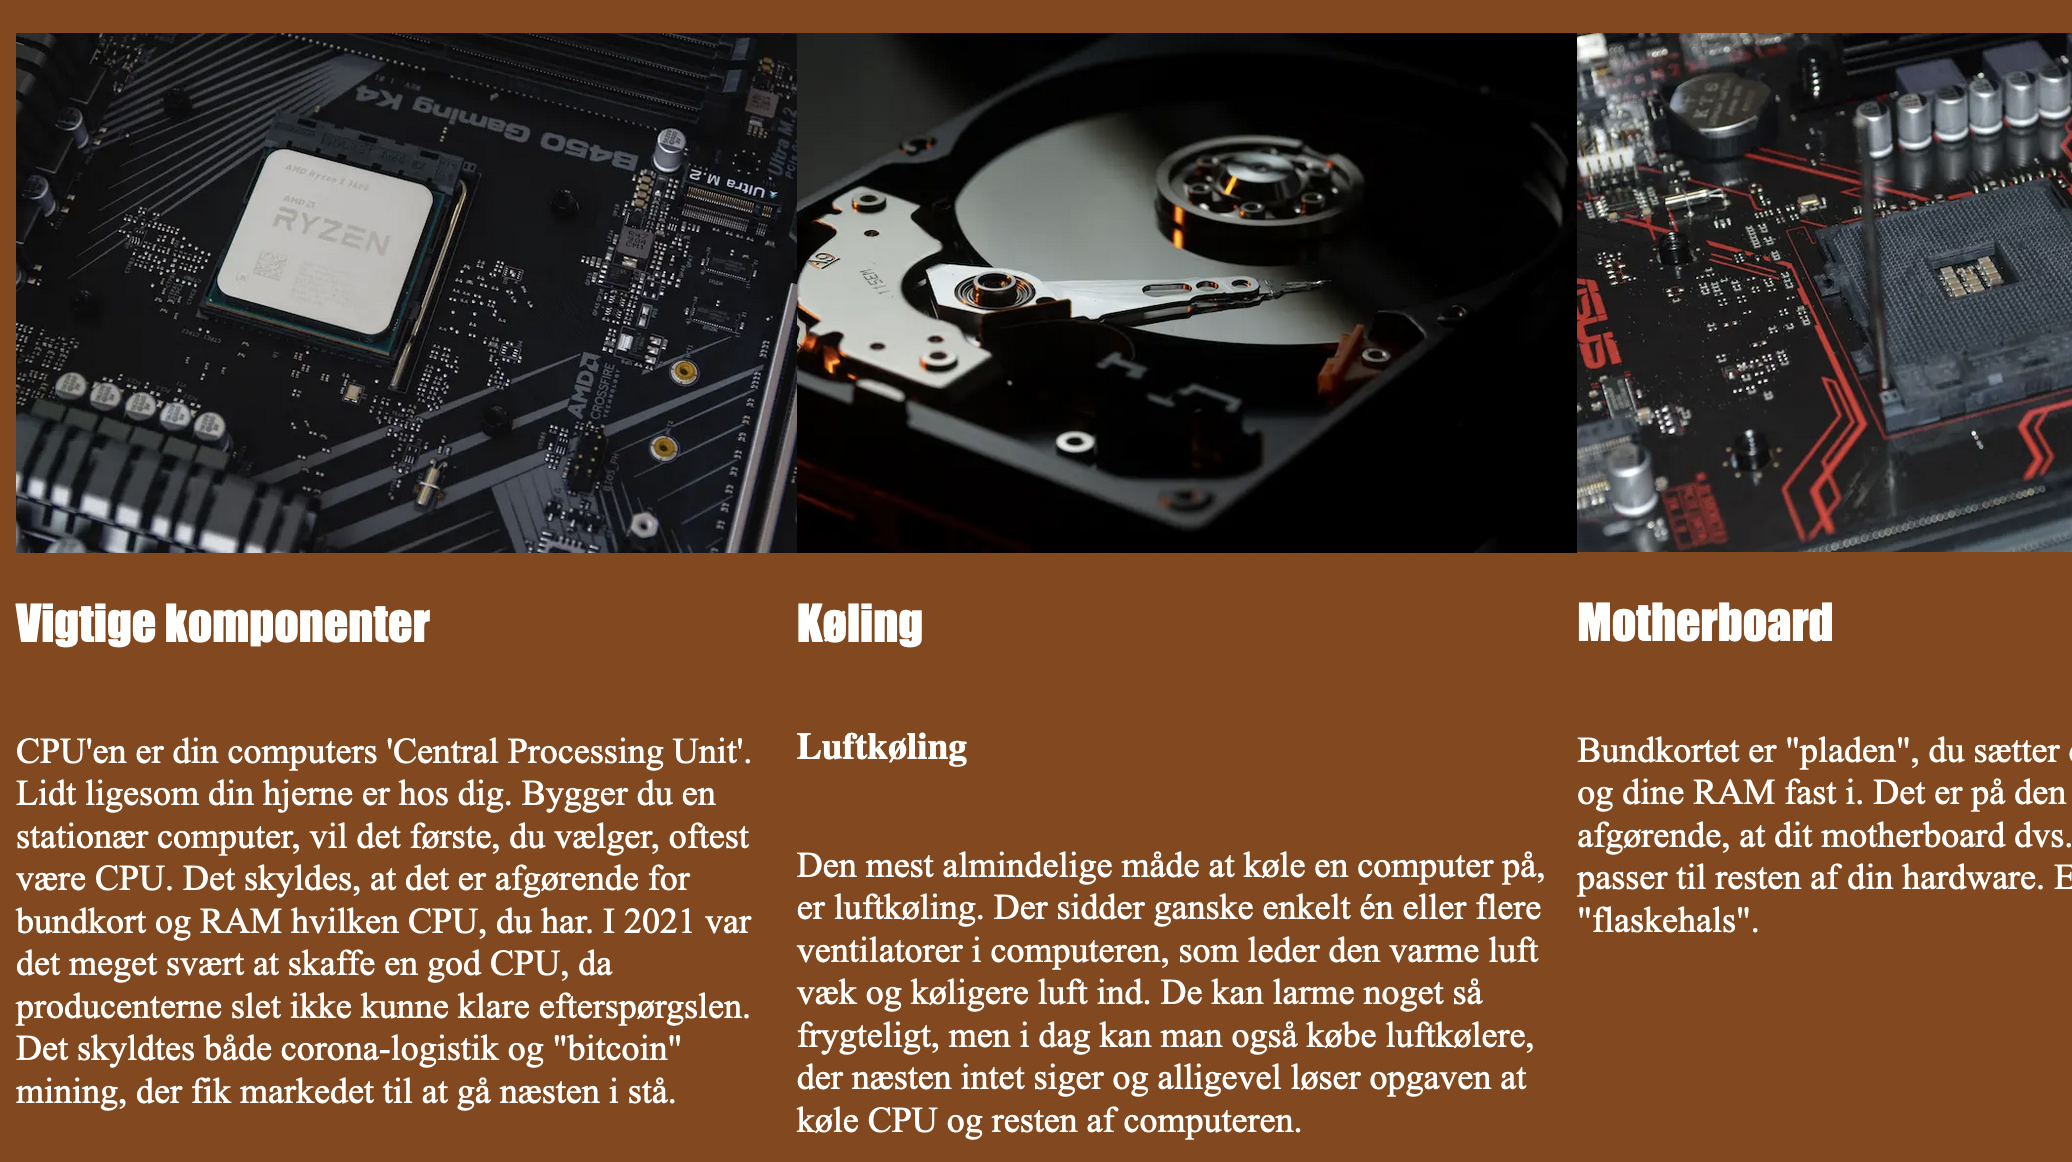 B450 Gaming K4
Ultra M.2
AMD Ryzen 5 3600
AMD
RYZEN
AMD
CROSSFIRE
TECHNOLOGY
KTS
Vigtige komponenter
CPU'en er din computers 'Central Processing Unit'.
Lidt ligesom din hjerne er hos dig. Bygger du en
stationær computer, vil det første, du vælger, oftest
være CPU. Det skyldes, at det er afgørende for
bundkort og RAM hvilken CPU, du har. I 2021 var
det meget svært at skaffe en god CPU, da
producenterne slet ikke kunne klare efterspørgslen.
Det skyldtes både corona-logistik og "bitcoin"
mining, der fik markedet til at gå næsten i stå.
Køling
Luftkøling
Den mest almindelige måde at køle en computer på,
er luftkøling. Der sidder ganske enkelt én eller flere
ventilatorer i computeren, som leder den varme luft
væk og køligere luft ind. De kan larme noget så
frygteligt, men i dag kan man også købe luftkølere,
der næsten intet siger og alligevel løser opgaven at
køle CPU og resten af computeren.
Motherboard
Bundkortet er "pladen", du sætter
og dine RAM fast i. Det er på den
afgørende, at dit motherboard dvs.
passer til resten af din hardware. E
"flaskehals".